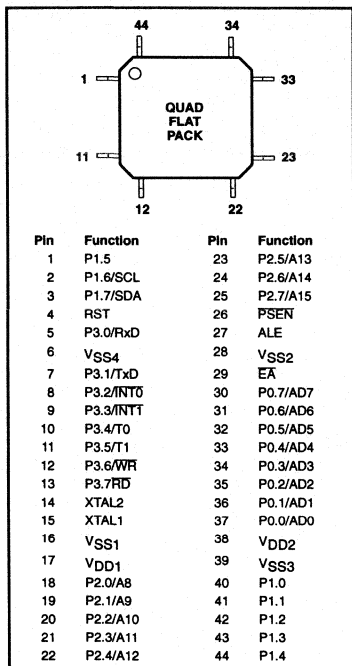 44 34
1 33
QUAD
FLAT
PACK
11 23
12 22
Pin Function Pin Function
1 P1.5 23 P2.5/A13
2 P1.6/SCL 24 P2.6/A14
3 P1.7/SDA 25 P2.7/A15
4 RST 26 PSEN
5 P3.0/RxD 27 ALE
6 VSS4 28 VSS2
7 P3.1/TxD 29 EA
8 P3.2/INT0 30 P0.7/AD7
9 P3.3/INT1 31 P0.6/AD6
10 P3.4/T0 32 P0.5/AD5
11 P3.5/T1 33 P0.4/AD4
12 P3.6/WR 34 P0.3/AD3
13 P3.7RD 35 P0.2/AD2
14 XTAL2 36 P0.1/AD1
15 XTAL1 37 P0.0/AD0
16 VSS1 38 VDD2
17 VDD1 39 VSS3
18 P2.0/A8 40 P1.0
19 P2.1/A9 41 P1.1
20 P2.2/A10 42 P1.2
21 P2.3/A11 43 P1.3
22 P2.4/A12 44 P1.4